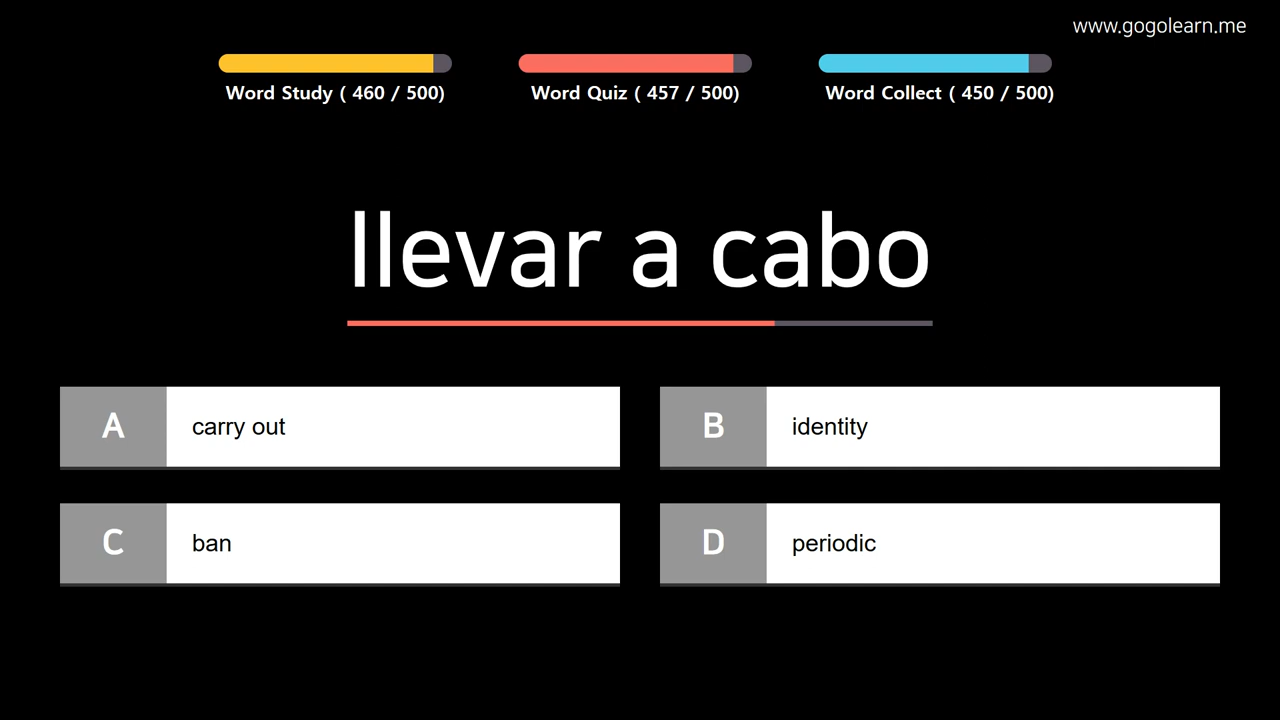 www.gogolearn.me
Word Study ( 460 / 500)
Word Quiz ( 457 / 500)
Word Collect ( 450 / 500)
llevar a cabo
A carry out
B identity
C ban
D periodic